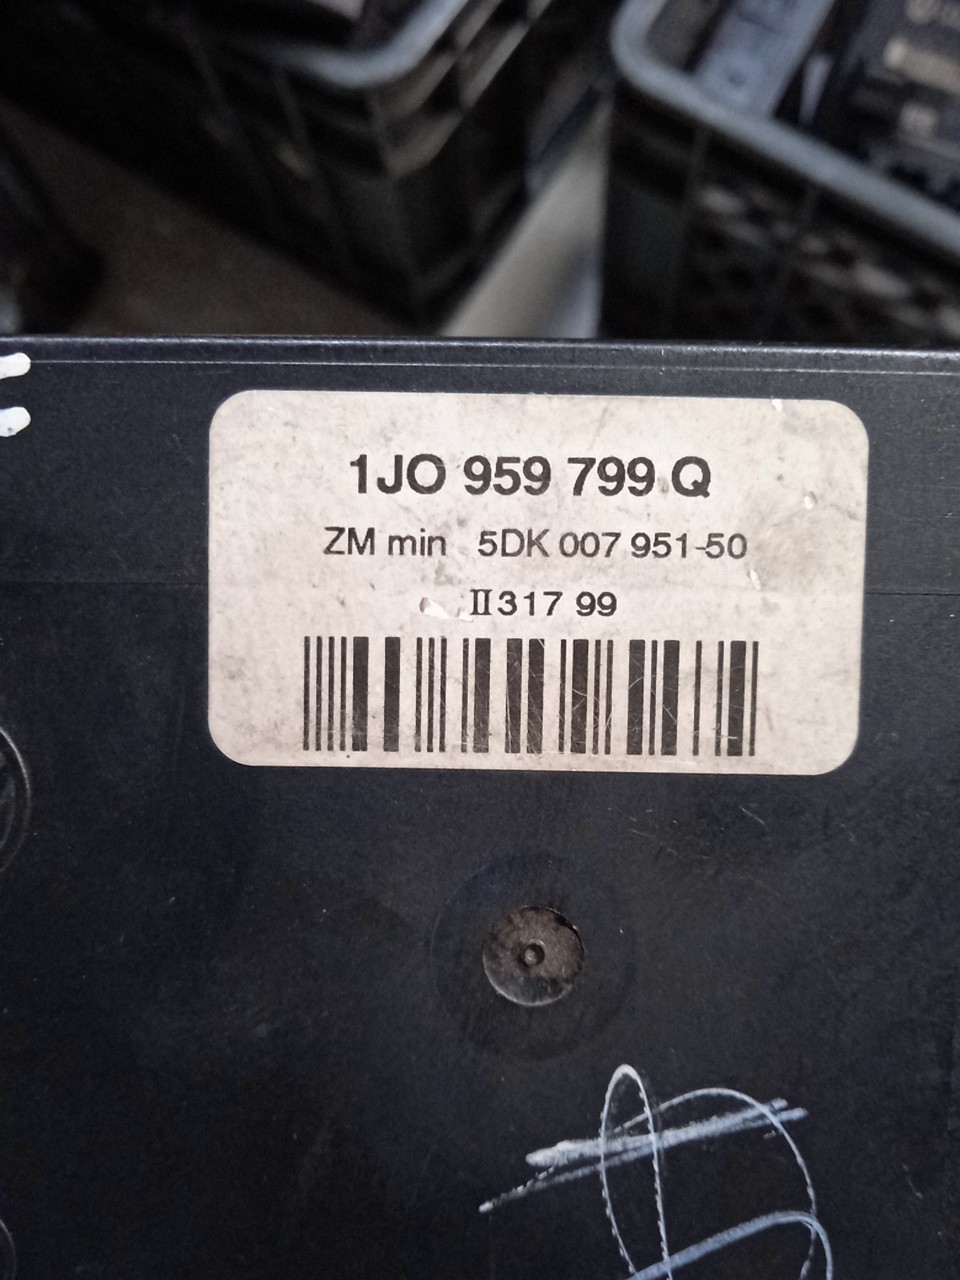 1JO 959 799 Q
ZM min 5DK 007 951-50
II 317 99